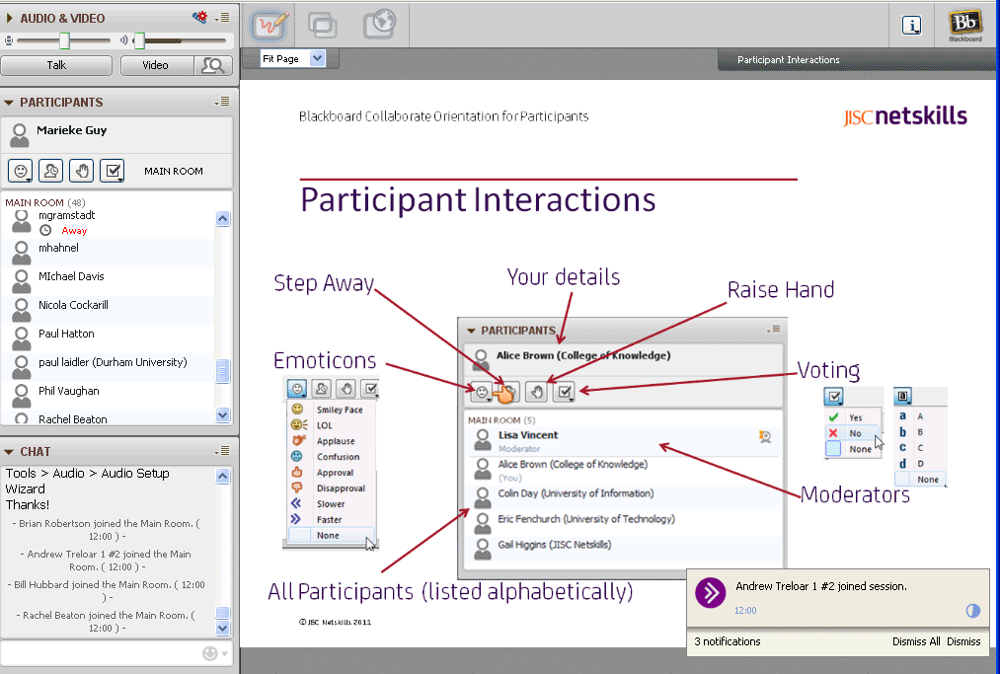 AUDIO & VIDEO
Talk
Video
PARTICIPANTS
Marieke Guy
MAIN ROOM
MAIN ROOM (48)
mgramstadt
Away
mhahnel
MIchael Davis
Nicola Cockarill
Paul Hatton
paul laidler (Durham University)
Phil Vaughan
Rachel Beaton
CHAT
Tools > Audio > Audio Setup
Wizard
Thanks!
- Brian Robertson joined the Main Room. (
12:00 ) -
- Andrew Treloar 1 #2 joined the Main
Room. ( 12:00 ) -
- Bill Hubbard joined the Main Room. ( 12:00
) -
- Rachel Beaton joined the Main Room. (
12:00 ) -
Fit Page
i
Bb
Blackboard
Participant Interactions
Blackboard Collaborate Orientation for Participants
JISC netskills
Participant Interactions
Step Away
Your details
Raise Hand
Emoticons
Voting
Moderators
All Participants (listed alphabetically)
Smiley Face
LOL
Applause
Confusion
Approval
Disapproval
Slower
Faster
None
PARTICIPANTS
Alice Brown (College of Knowledge)
MAIN ROOM (5)
Lisa Vincent
Moderator
Alice Brown (College of Knowledge)
(You)
Colin Day (University of Information)
Eric Fenchurch (University of Technology)
Gail Higgins (JISC Netskills)
Yes
No
None
a
a A
b B
c C
d D
None
© JISC Netskills 2011
Andrew Treloar 1 #2 joined session.
12:00
3 notifications
Dismiss All Dismiss